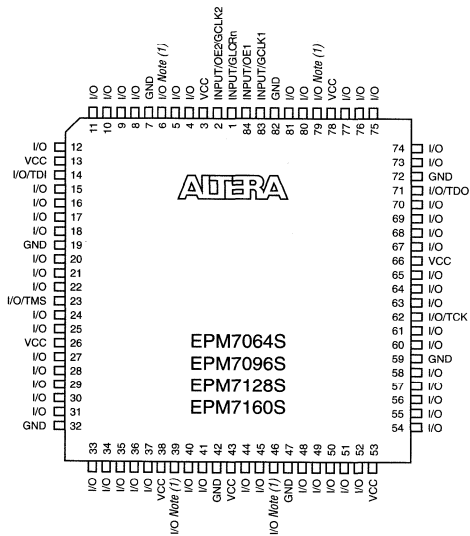 I/O
I/O
I/O
I/O
GND
I/O Note (1)
I/O
I/O
VCC
INPUT/OE2/GCLK2
INPUT/GLCRn
INPUT/OE1
INPUT/GCLK1
GND
I/O
I/O
I/O Note (1)
VCC
I/O
I/O
I/O
11 10 9 8 7 6 5 4 3 2 1 84 83 82 81 80 79 78 77 76 75
I/O 12
VCC 13
I/O/TDI 14
I/O 15
I/O 16
I/O 17
I/O 18
GND 19
I/O 20
I/O 21
I/O 22
I/O/TMS 23
I/O 24
I/O 25
VCC 26
I/O 27
I/O 28
I/O 29
I/O 30
I/O 31
GND 32
ALTERA
EPM7064S
EPM7096S
EPM7128S
EPM7160S
74 I/O
73 I/O
72 GND
71 I/O/TDO
70 I/O
69 I/O
68 I/O
67 I/O
66 VCC
65 I/O
64 I/O
63 I/O
62 I/O/TCK
61 I/O
60 I/O
59 GND
58 I/O
57 I/O
56 I/O
55 I/O
54 I/O
33 34 35 36 37 38 39 40 41 42 43 44 45 46 47 48 49 50 51 52 53
I/O
I/O
I/O
I/O
I/O
VCC
I/O Note (1)
I/O
I/O
GND
VCC
I/O
I/O
I/O Note (1)
GND
I/O
I/O
I/O
I/O
I/O
VCC